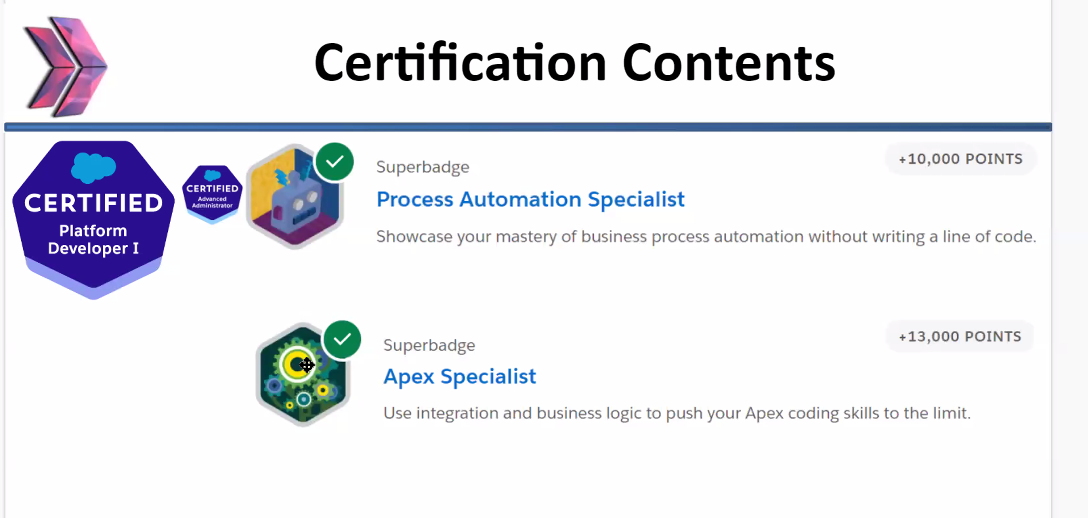 Certification Contents
CERTIFIED
Platform
Developer I
CERTIFIED
Advanced
Administrator
Superbadge
+10,000 POINTS
Process Automation Specialist
Showcase your mastery of business process automation without writing a line of code.
Superbadge
+13,000 POINTS
Apex Specialist
Use integration and business logic to push your Apex coding skills to the limit.